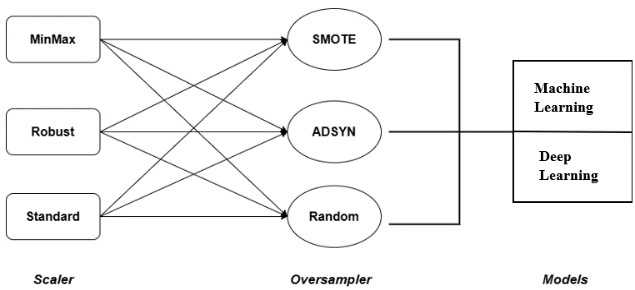 MinMax
SMOTE
Machine
Learning
Robust
ADSYN
Deep
Learning
Standard
Random
Scaler
Oversampler
Models